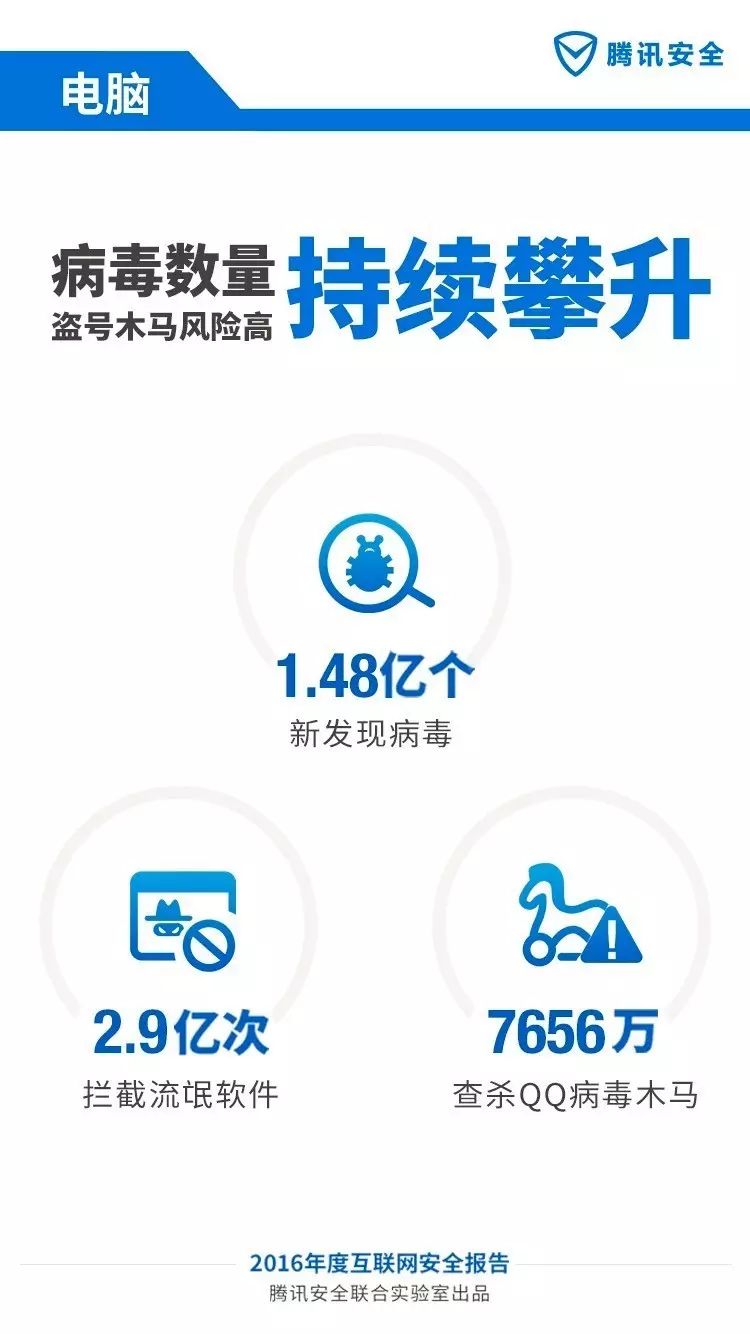 腾讯安全
电脑
病毒数量
盗号木马风险高
持续攀升
1.48亿个
新发现病毒
2.9亿次
拦截流氓软件
7656万
查杀QQ病毒木马
2016年度互联网安全报告
腾讯安全联合实验室出品